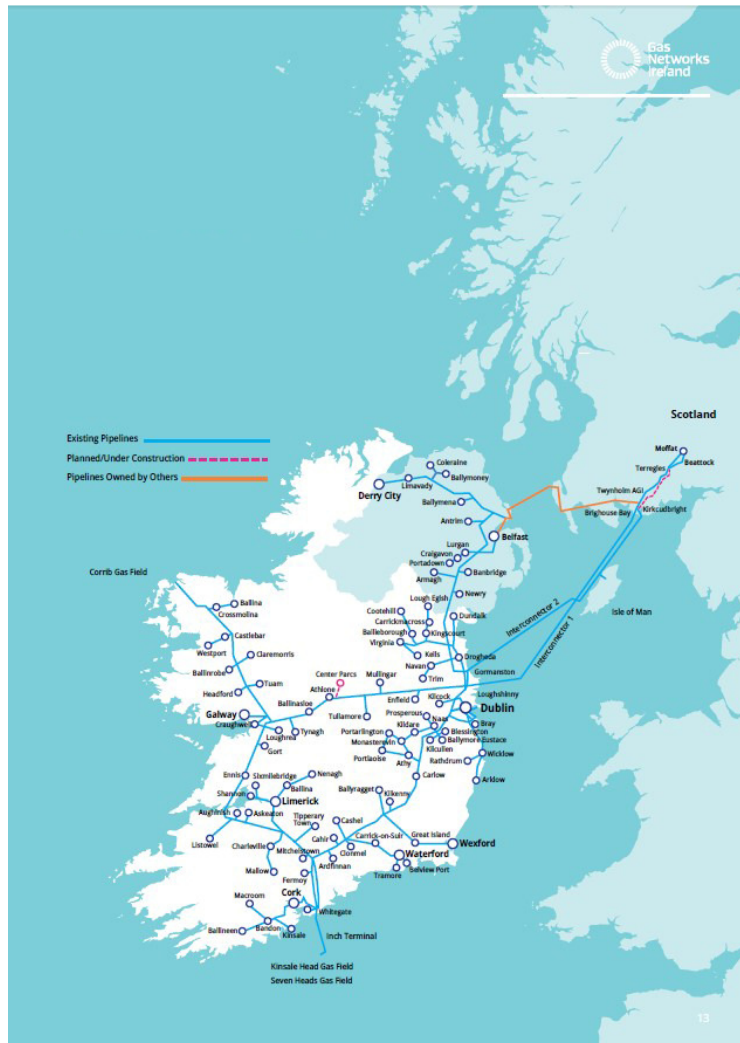 Gas
Networks
Ireland
Scotland
Existing Pipelines
Planned/Under Construction
Pipelines Owned by Others
Moffat
Beattock
Terregles
Twynholm AGI
Brighouse Bay
Kirkcudbright
Coleraine
Ballymoney
Limavady
Derry City
Ballymena
Antrim
Belfast
Lurgan
Craigavon
Portadown
Banbridge
Armagh
Newry
Lough Egish
Dundalk
Cootehill
Carrickmacross
Bailieborough
Kingscourt
Virginia
Kells
Drogheda
Navan
Trim
Gormanston
Interconnector 2
Interconnector 1
Isle of Man
Corrib Gas Field
Ballina
Crossmolina
Castlebar
Westport
Claremorris
Ballinrobe
Tuam
Headford
Center Parcs
Mullingar
Athlone
Ballinasloe
Galway
Craughwell
Loughrea
Tynagh
Gort
Tullamore
Enfield
Kilcock
Loughshinny
Dublin
Prosperous
Naas
Bray
Kildare
Blessington
Portarlington
Ballymore Eustace
Monasterevin
Kilcullen
Wicklow
Portlaoise
Athy
Rathdrum
Carlow
Arklow
Ennis
Sixmilebridge
Nenagh
Shannon
Ballina
Limerick
Ballyraggett
Kilkenny
Aughinish
Askeaton
Tipperary
Town
Cashel
Listowel
Charleville
Cahir
Carrick-on-Suir
Great Island
Wexford
Mitchelstown
Clonmel
Waterford
Mallow
Ardfinnan
Belview Port
Fermoy
Tramore
Macroom
Cork
Whitegate
Ballineen
Bandon
Kinsale
Inch Terminal
Kinsale Head Gas Field
Seven Heads Gas Field
13